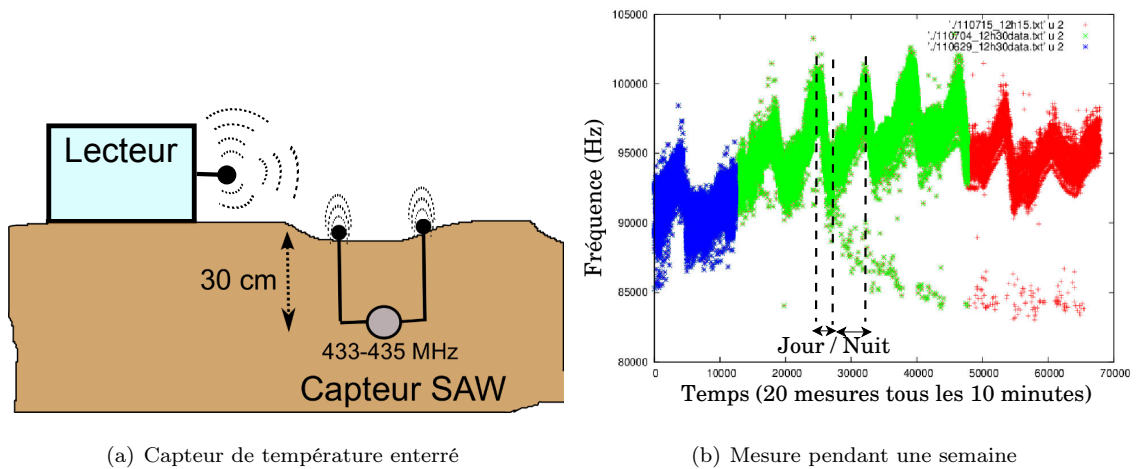 Lecteur
30 cm
433-435 MHz
Capteur SAW
(a) Capteur de température enterré
105000
100000
95000
90000
85000
80000
Fréquence (Hz)
'./110715_12h15.txt' u 2
'./110704_12h30data.txt' u 2
'./110629_12h30data.txt' u 2
Jour / Nuit
0 10000 20000 30000 40000 50000 60000 70000
Temps (20 mesures tous les 10 minutes)
(b) Mesure pendant une semaine